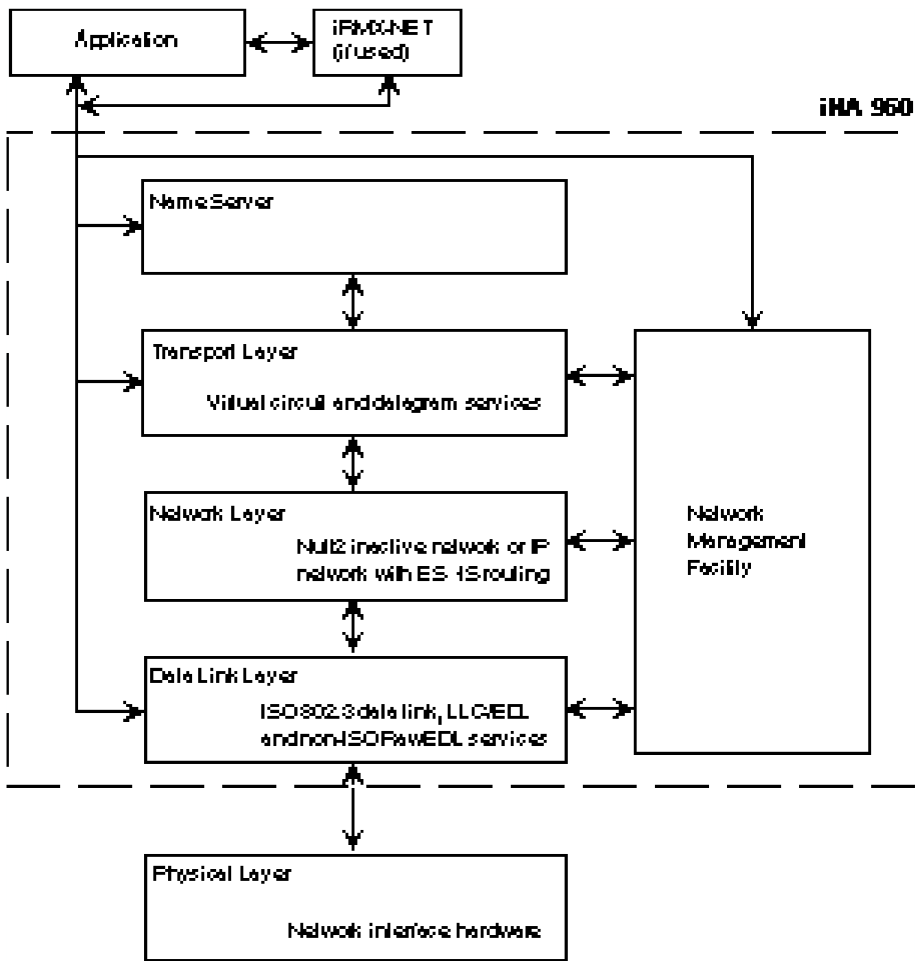 Application
iRMX-NET
(if used)
iNA 960
Name Server
Transport Layer
Virtual circuit and datagram services
Network Layer
Null2 inactive network or IP
network with ES-IS routing
Network
Management
Facility
Data Link Layer
ISO 802.3 data link, LLC/EDL
and non-ISO RawEDL services
Physical Layer
Network interface hardware